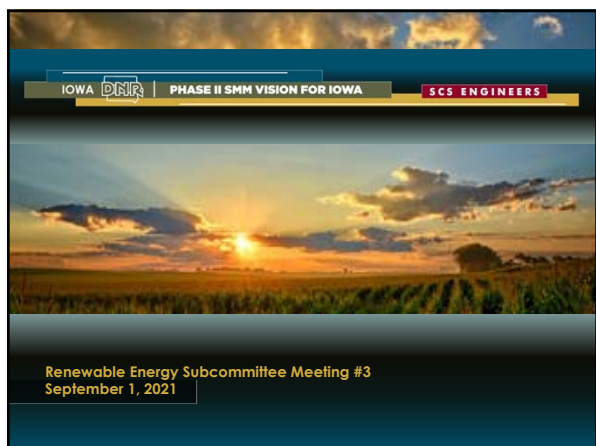 IOWA DNR | PHASE II SMM VISION FOR IOWA SCS ENGINEERS
Renewable Energy Subcommittee Meeting #3
September 1, 2021